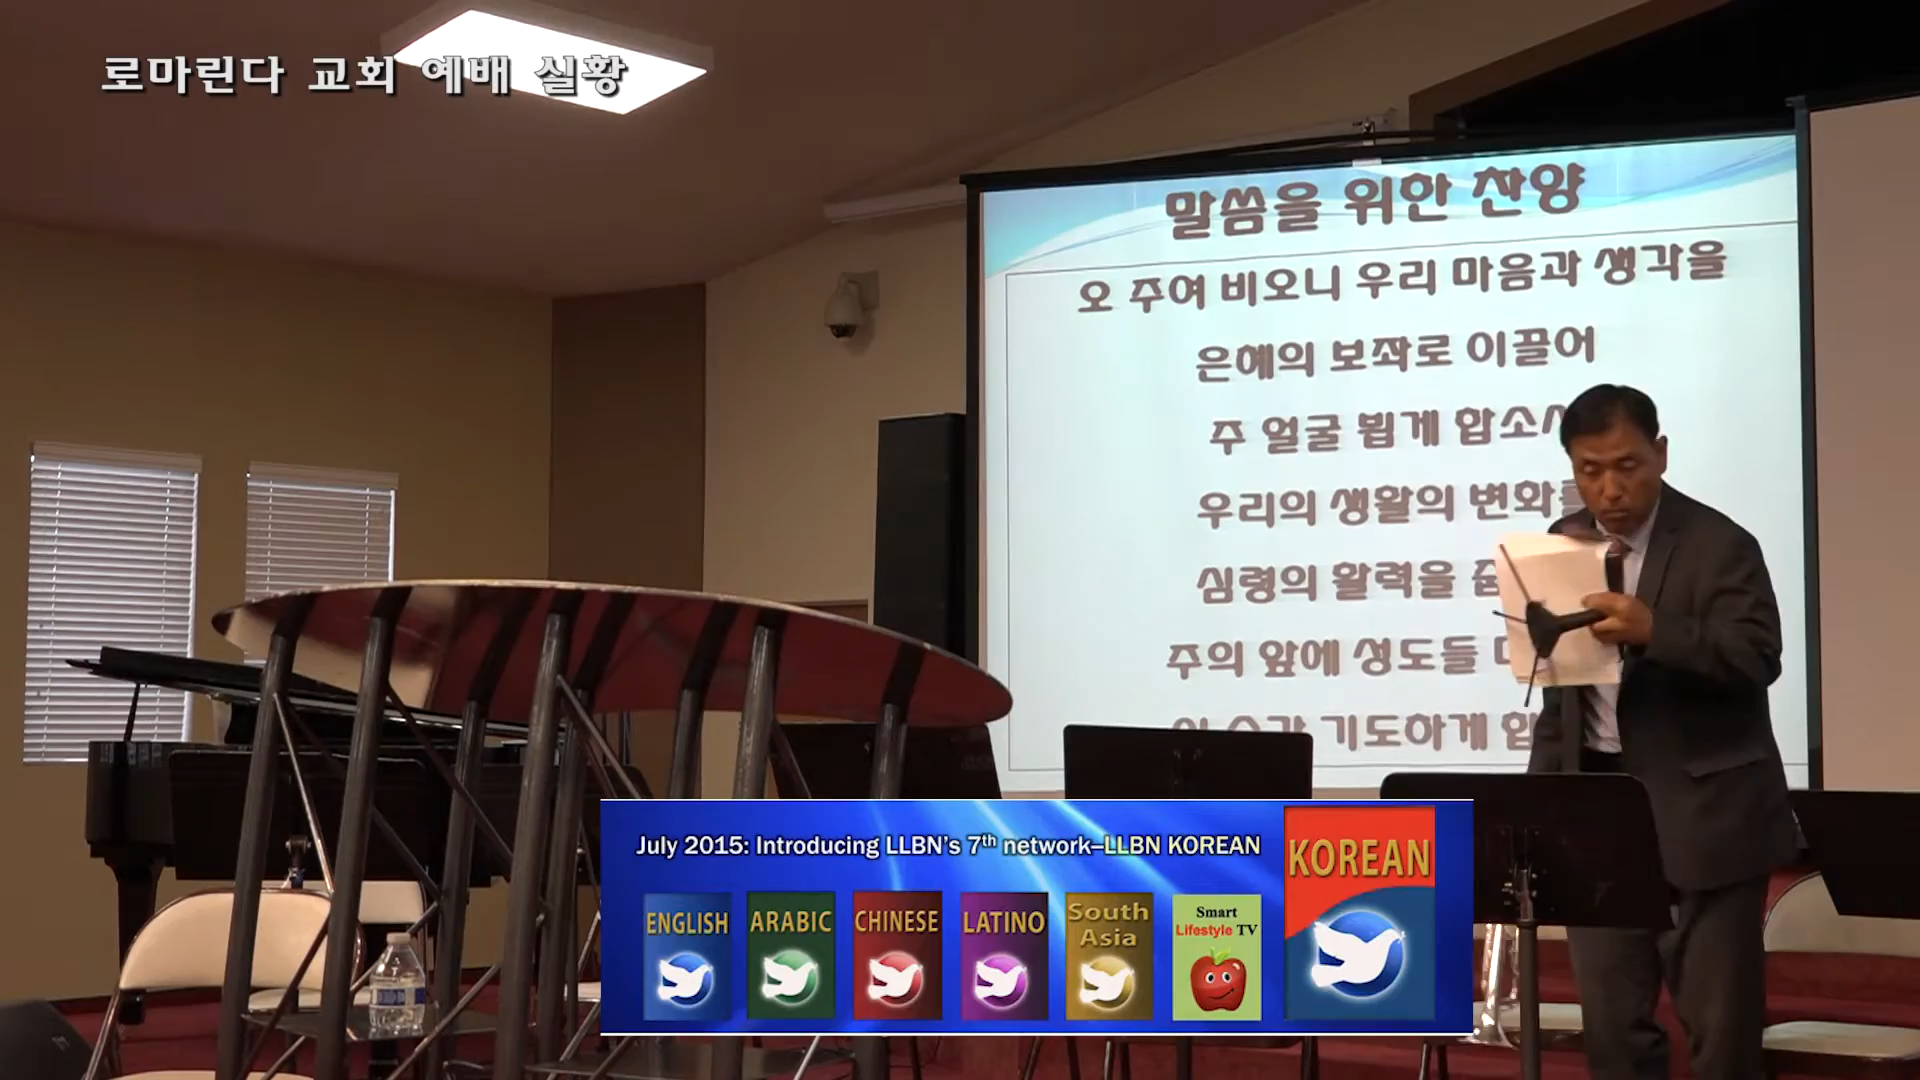 로마린다 교회 예배 실황
말씀을 위한 찬양
오 주여 비오니 우리 마음과 생각을
은혜의 보좌로 이끌어
주 얼굴 뵙게 합소
우리의 생활의 변화
심령의 활력을
주의 앞에 성도들
기도하게
July 2015: Introducing LLBN's 7th network–LLBN KOREAN
ENGLISH
ARABIC
CHINESE
LATINO
South Asia
Smart Lifestyle TV
KOREAN